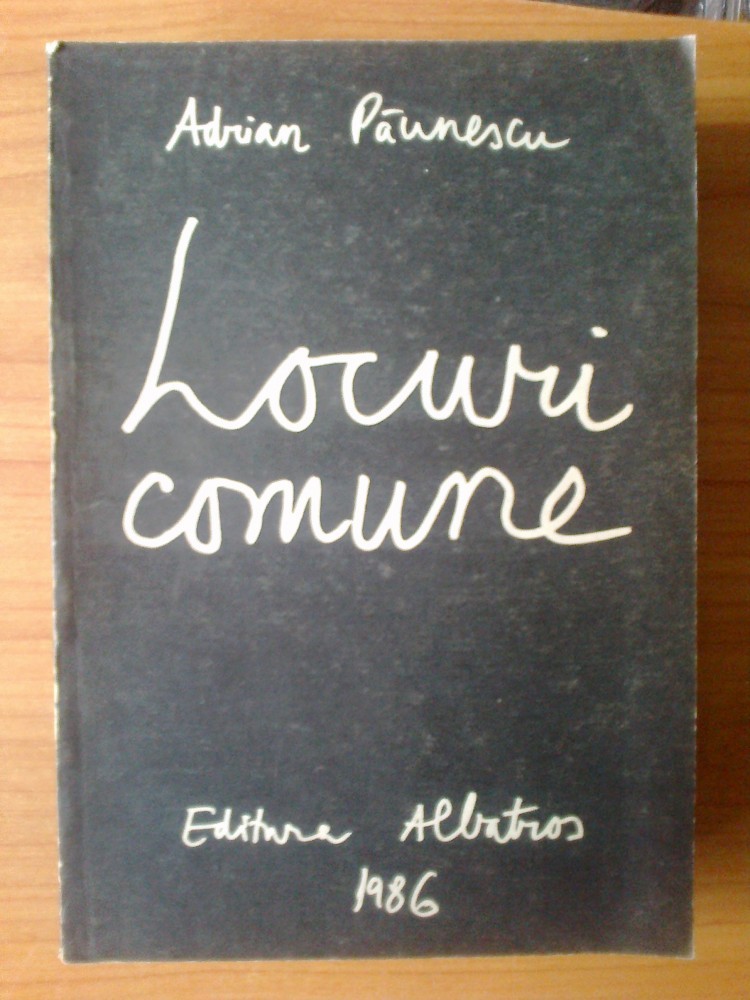 Adrian Păunescu
Locuri
comune
Editura Albatros
1986